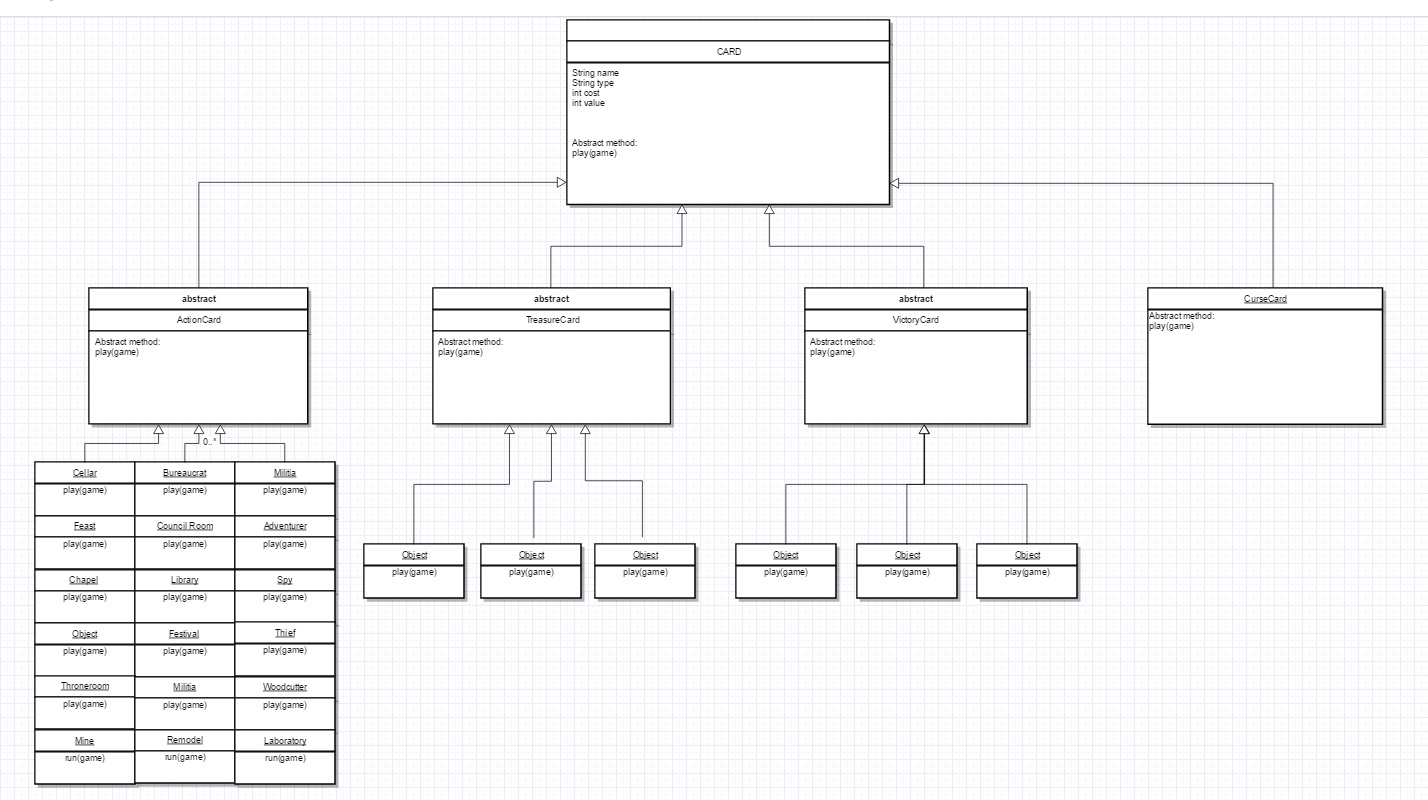 CARD
String name
String type
int cost
int value
Abstract method:
play(game)
abstract
ActionCard
Abstract method:
play(game)
abstract
TreasureCard
Abstract method:
play(game)
abstract
VictoryCard
Abstract method:
play(game)
CurseCard
Abstract method:
play(game)
0..*
Cellar
play(game)
Bureaucrat
play(game)
Militia
play(game)
Feast
play(game)
Council Room
play(game)
Adventurer
play(game)
Chapel
play(game)
Library
play(game)
Spy
play(game)
Object
play(game)
Festival
play(game)
Thief
play(game)
Throneroom
play(game)
Militia
play(game)
Woodcutter
play(game)
Mine
run(game)
Remodel
run(game)
Laboratory
run(game)
Object
play(game)
Object
play(game)
Object
play(game)
Object
play(game)
Object
play(game)
Object
play(game)